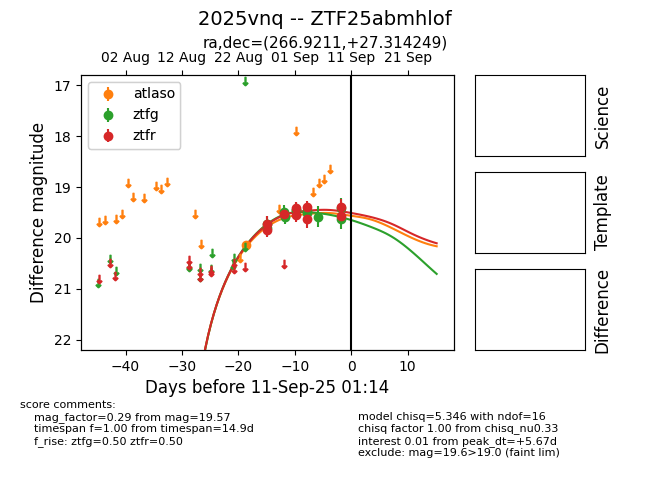 2025vnq -- ZTF25abmhlof
ra,dec=(266.9211,+27.314249)
02 Aug 12 Aug 22 Aug 01 Sep 11 Sep 21 Sep
atlaso
ztfg
ztfr
17
18
19
20
21
22
Difference magnitude
−40 −30 −20 −10 0 10
Days before 11-Sep-25 01:14
Science
Template
Difference
score comments:
mag_factor=0.29 from mag=19.57
timespan f=1.00 from timespan=14.9d
f_rise: ztfg=0.50 ztfr=0.50
model chisq=5.346 with ndof=16
chisq factor 1.00 from chisq_nu0.33
interest 0.01 from peak_dt=+5.67d
exclude: mag=19.6>19.0 (faint lim)